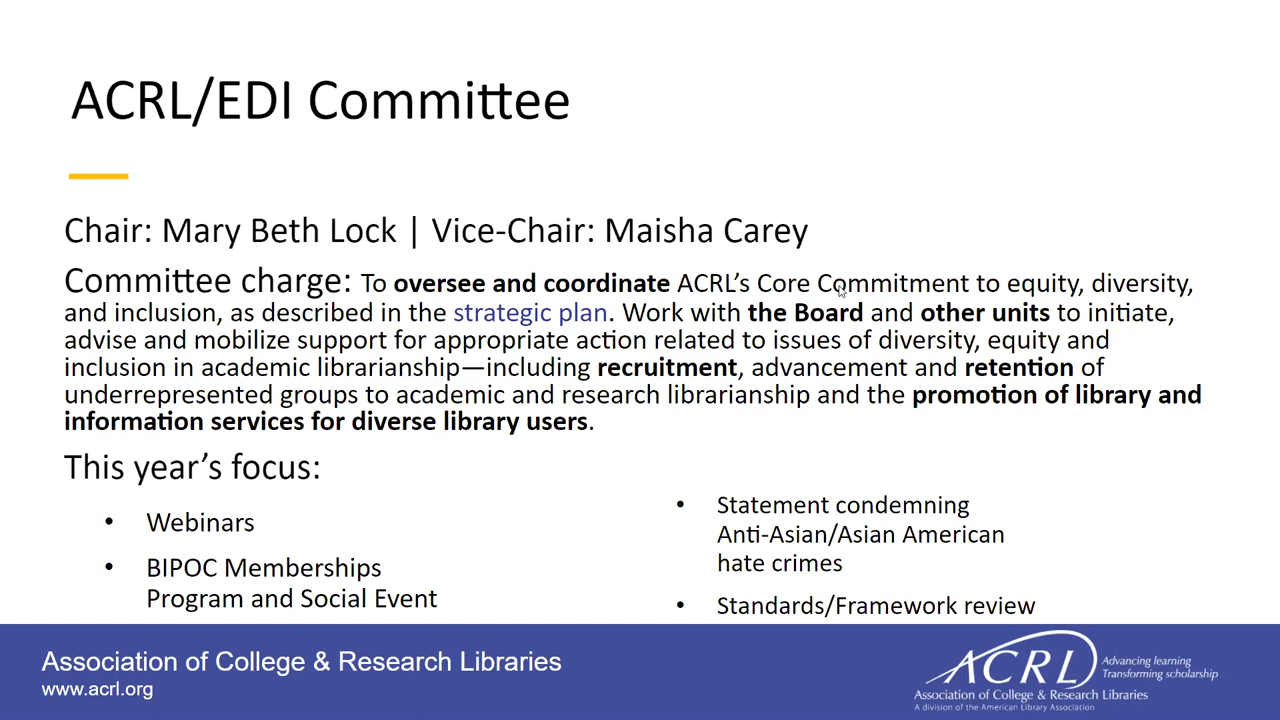 ACRL/EDI Committee
Chair: Mary Beth Lock | Vice-Chair: Maisha Carey
Committee charge: To oversee and coordinate ACRL’s Core Commitment to equity, diversity,
and inclusion, as described in the strategic plan. Work with the Board and other units to initiate,
advise and mobilize support for appropriate action related to issues of diversity, equity and
inclusion in academic librarianship—including recruitment, advancement and retention of
underrepresented groups to academic and research librarianship and the promotion of library and
information services for diverse library users.
This year’s focus:
• Webinars
• BIPOC Memberships
Program and Social Event
• Statement condemning
Anti-Asian/Asian American
hate crimes
• Standards/Framework review
Association of College & Research Libraries
www.acrl.org
ACRL
Advancing learning
Transforming scholarship
Association of College & Research Libraries
A division of the American Library Association